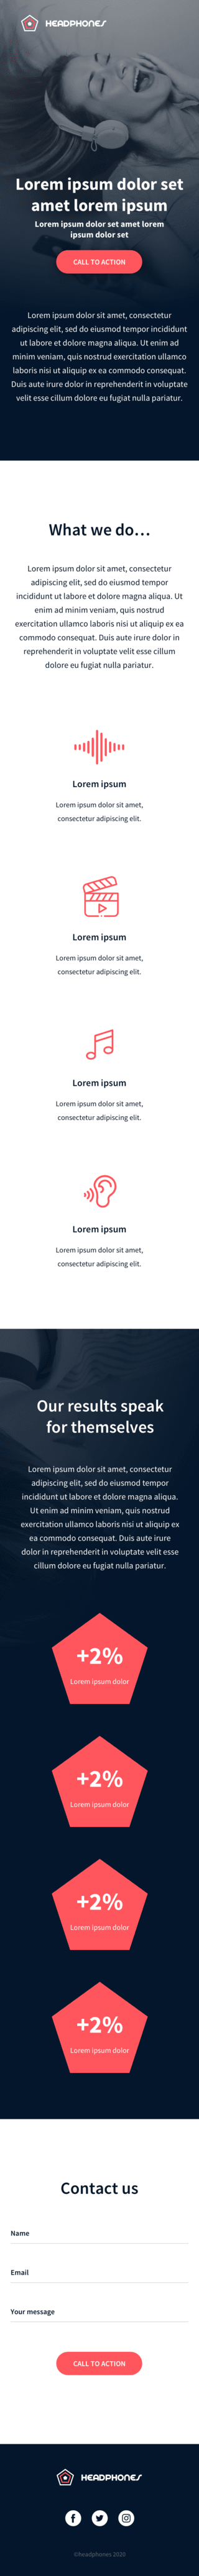 HEADPHONES
Lorem ipsum dolor set
amet lorem ipsum
Lorem ipsum dolor set amet lorem
ipsum dolor set
CALL TO ACTION
Lorem ipsum dolor sit amet, consectetur
adipiscing elit, sed do eiusmod tempor incididunt
ut labore et dolore magna aliqua. Ut enim ad
minim veniam, quis nostrud exercitation ullamco
laboris nisi ut aliquip ex ea commodo consequat.
Duis aute irure dolor in reprehenderit in voluptate
velit esse cillum dolore eu fugiat nulla pariatur.
What we do...
Lorem ipsum dolor sit amet, consectetur
adipiscing elit, sed do eiusmod tempor
incididunt ut labore et dolore magna aliqua. Ut
enim ad minim veniam, quis nostrud
exercitation ullamco laboris nisi ut aliquip ex ea
commodo consequat. Duis aute irure dolor in
reprehenderit in voluptate velit esse cillum
dolore eu fugiat nulla pariatur.
Lorem ipsum
Lorem ipsum dolor sit amet,
consectetur adipiscing elit.
Lorem ipsum
Lorem ipsum dolor sit amet,
consectetur adipiscing elit.
Lorem ipsum
Lorem ipsum dolor sit amet,
consectetur adipiscing elit.
Lorem ipsum
Lorem ipsum dolor sit amet,
consectetur adipiscing elit.
Our results speak
for themselves
Lorem ipsum dolor sit amet, consectetur
adipiscing elit, sed do eiusmod tempor
incididunt ut labore et dolore magna aliqua.
Ut enim ad minim veniam, quis nostrud
exercitation ullamco laboris nisi ut aliquip ex
ea commodo consequat. Duis aute irure
dolor in reprehenderit in voluptate velit esse
cillum dolore eu fugiat nulla pariatur.
+2%
Lorem ipsum dolor
+2%
Lorem ipsum dolor
+2%
Lorem ipsum dolor
+2%
Lorem ipsum dolor
Contact us
Name
Email
Your message
CALL TO ACTION
HEADPHONES
©headphones 2020